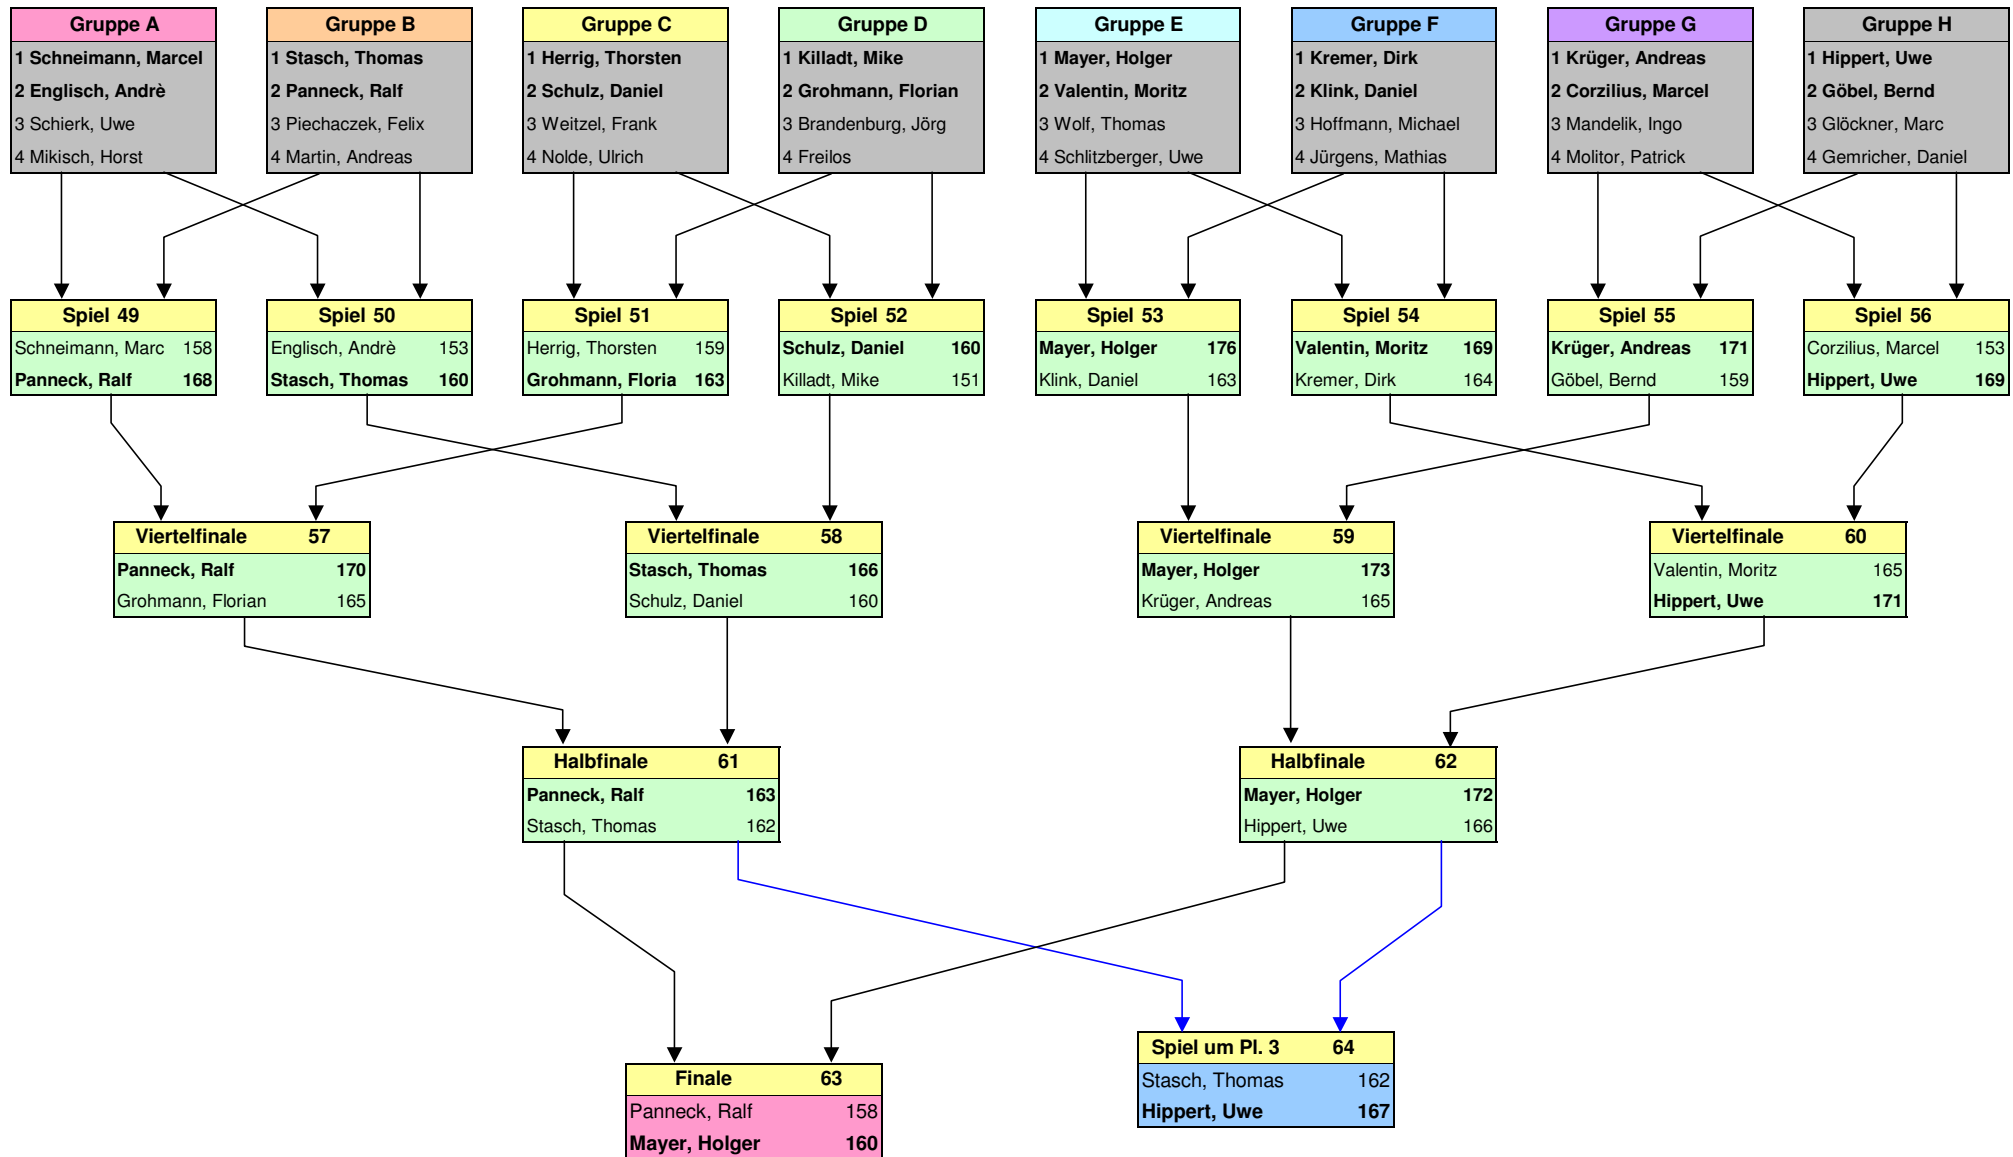 Gruppe A
1 Schneimann, Marcel
2 Englisch, Andrè
3 Schierk, Uwe
4 Mikisch, Horst
Gruppe B
1 Stasch, Thomas
2 Panneck, Ralf
3 Piechaczek, Felix
4 Martin, Andreas
Gruppe C
1 Herrig, Thorsten
2 Schulz, Daniel
3 Weitzel, Frank
4 Nolde, Ulrich
Gruppe D
1 Killadt, Mike
2 Grohmann, Florian
3 Brandenburg, Jörg
4 Freilos
Gruppe E
1 Mayer, Holger
2 Valentin, Moritz
3 Wolf, Thomas
4 Schlitzberger, Uwe
Gruppe F
1 Kremer, Dirk
2 Klink, Daniel
3 Hoffmann, Michael
4 Jürgens, Mathias
Gruppe G
1 Krüger, Andreas
2 Corzilius, Marcel
3 Mandelik, Ingo
4 Molitor, Patrick
Gruppe H
1 Hippert, Uwe
2 Göbel, Bernd
3 Glöckner, Marc
4 Gemricher, Daniel
Spiel 49
Schneimann, Marc 158
Panneck, Ralf 168
Spiel 50
Englisch, Andrè 153
Stasch, Thomas 160
Spiel 51
Herrig, Thorsten 159
Grohmann, Floria 163
Spiel 52
Schulz, Daniel 160
Killadt, Mike 151
Spiel 53
Mayer, Holger 176
Klink, Daniel 163
Spiel 54
Valentin, Moritz 169
Kremer, Dirk 164
Spiel 55
Krüger, Andreas 171
Göbel, Bernd 159
Spiel 56
Corzilius, Marcel 153
Hippert, Uwe 169
Viertelfinale 57
Panneck, Ralf 170
Grohmann, Florian 165
Viertelfinale 58
Stasch, Thomas 166
Schulz, Daniel 160
Viertelfinale 59
Mayer, Holger 173
Krüger, Andreas 165
Viertelfinale 60
Valentin, Moritz 165
Hippert, Uwe 171
Halbfinale 61
Panneck, Ralf 163
Stasch, Thomas 162
Halbfinale 62
Mayer, Holger 172
Hippert, Uwe 166
Spiel um Pl. 3 64
Stasch, Thomas 162
Hippert, Uwe 167
Finale 63
Panneck, Ralf 158
Mayer, Holger 160